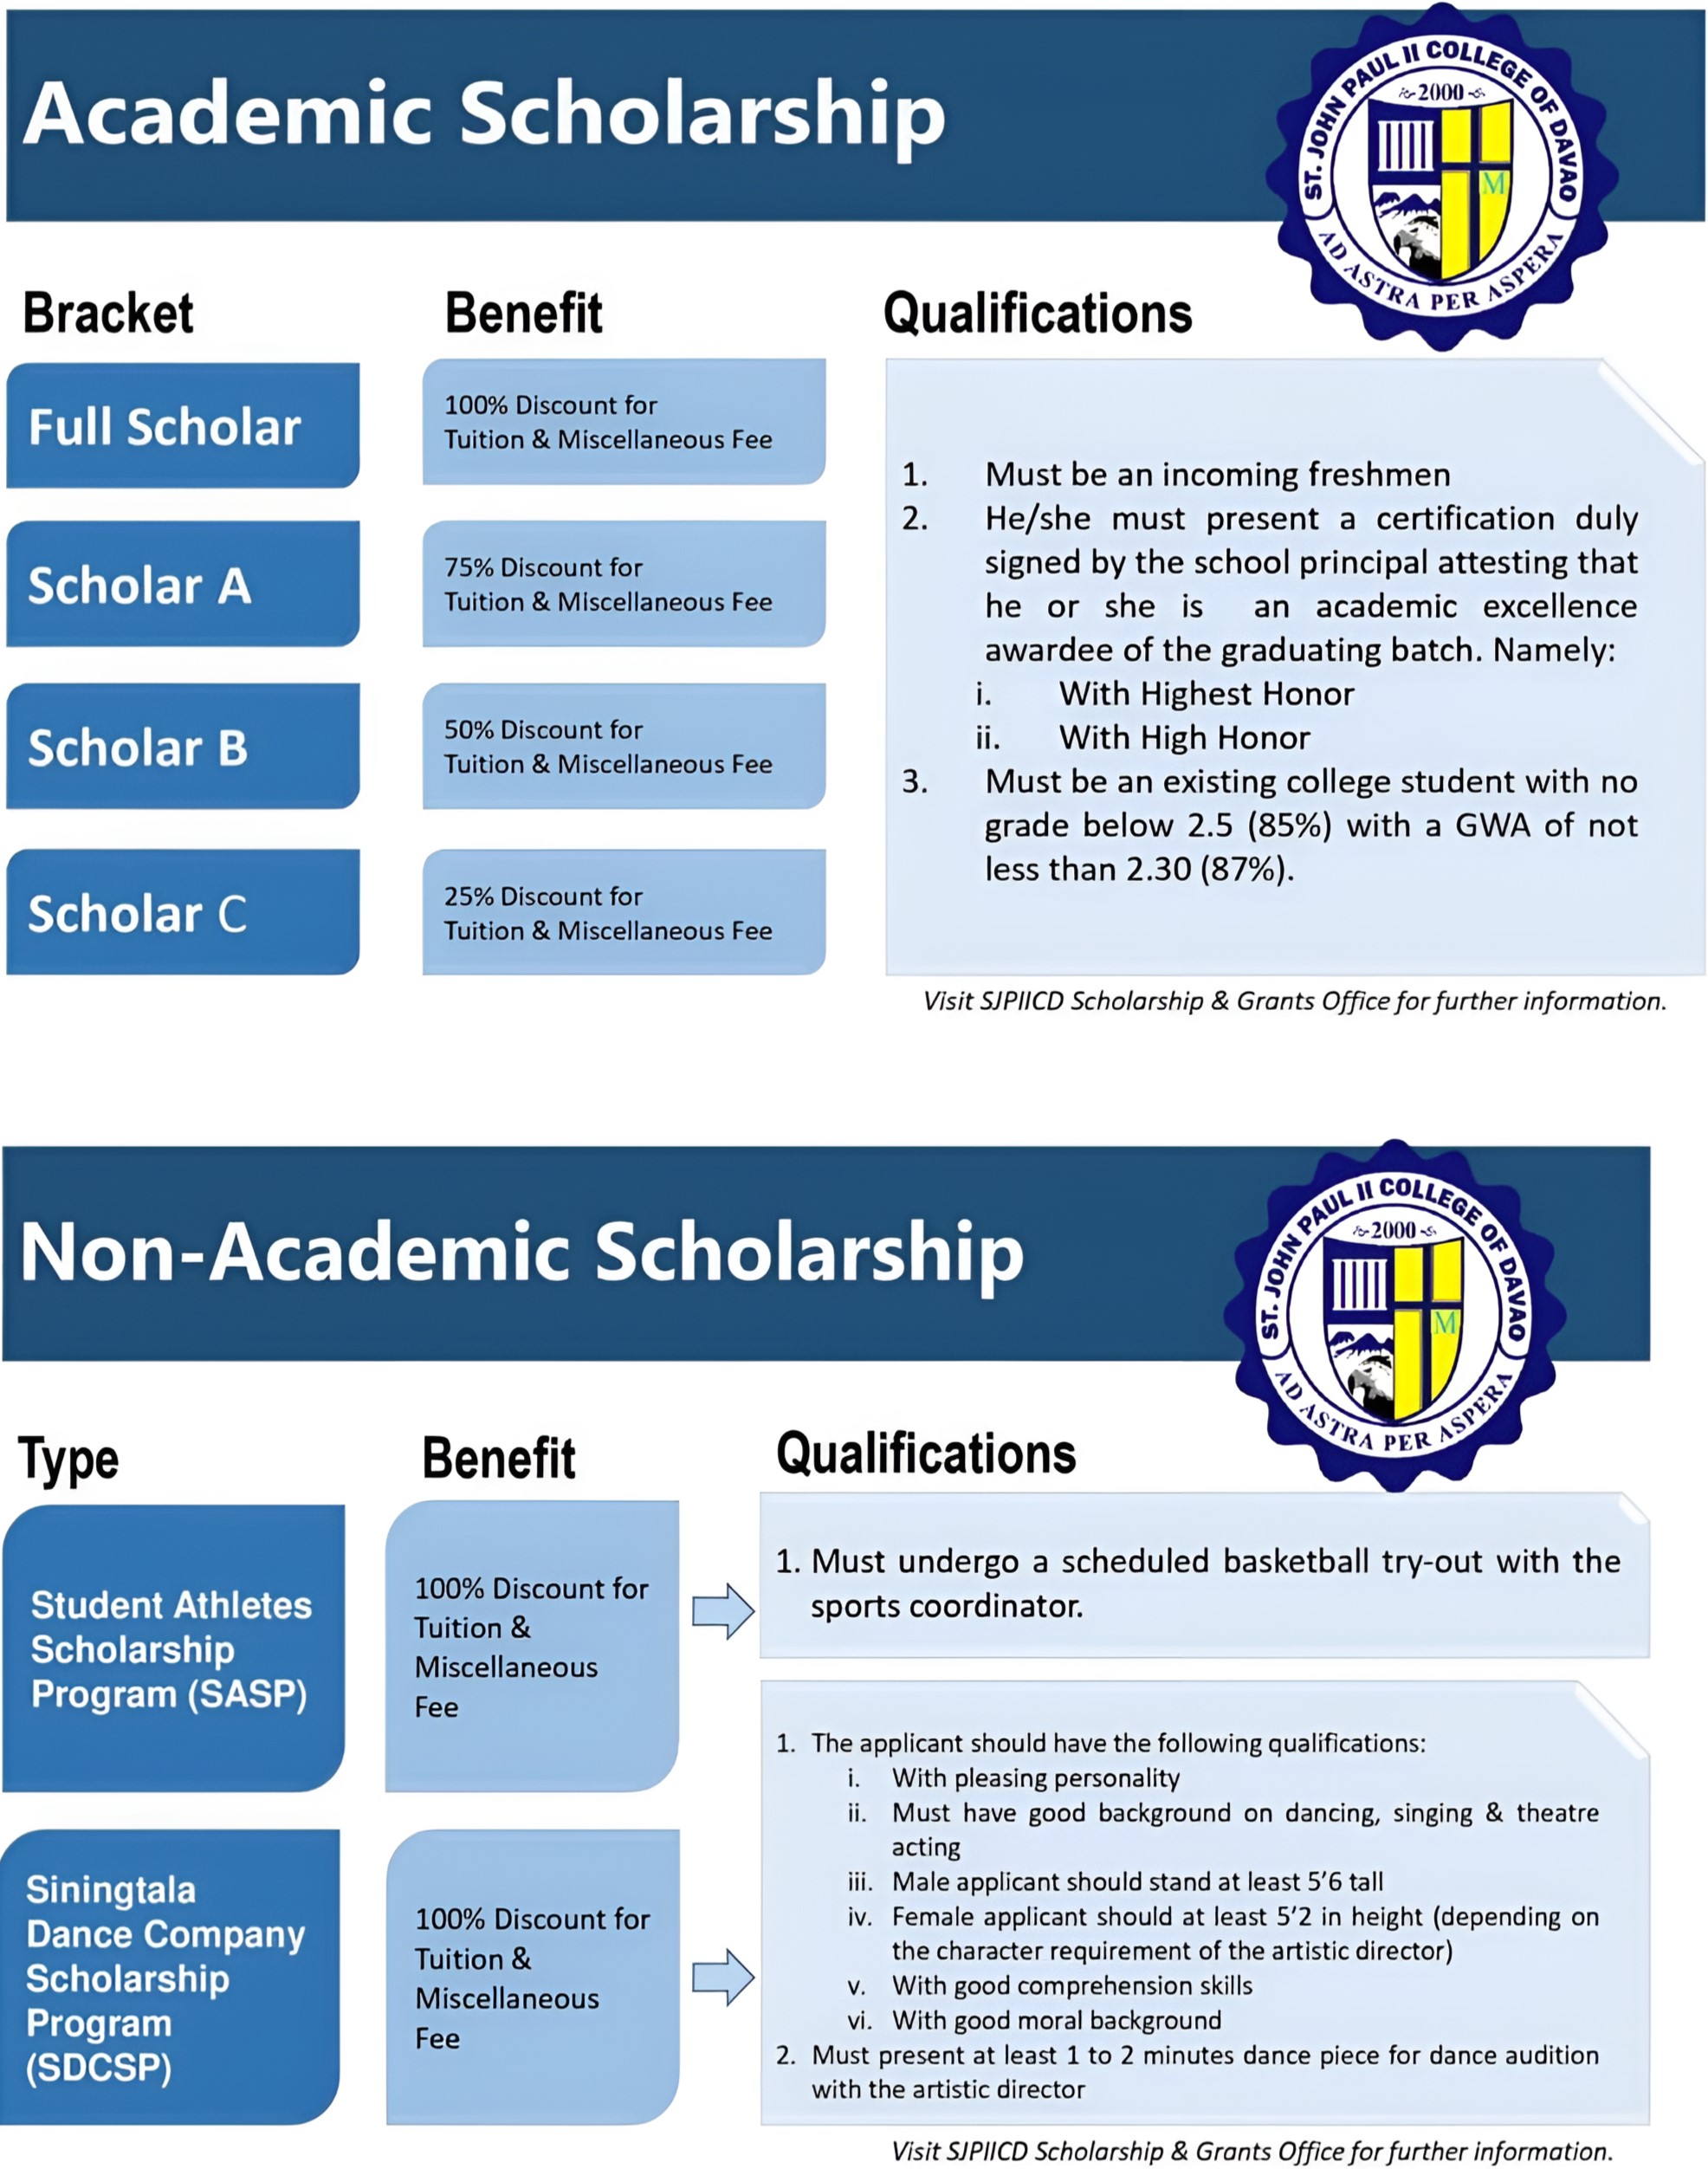 Academic Scholarship
ST. JOHN PAUL II COLLEGE OF DAVAO
2000
M
AD ASTRA PER ASPERA
Bracket
Benefit
Qualifications
Full Scholar
100% Discount for
Tuition & Miscellaneous Fee
Scholar A
75% Discount for
Tuition & Miscellaneous Fee
Scholar B
50% Discount for
Tuition & Miscellaneous Fee
Scholar C
25% Discount for
Tuition & Miscellaneous Fee
1. Must be an incoming freshmen
2. He/she must present a certification duly
signed by the school principal attesting that
he or she is an academic excellence
awardee of the graduating batch. Namely:
i. With Highest Honor
ii. With High Honor
3. Must be an existing college student with no
grade below 2.5 (85%) with a GWA of not
less than 2.30 (87%).
Visit SJPIICD Scholarship & Grants Office for further information.
Non-Academic Scholarship
ST. JOHN PAUL II COLLEGE OF DAVAO
2000
M
AD ASTRA PER ASPERA
Type
Benefit
Qualifications
Student Athletes
Scholarship
Program (SASP)
100% Discount for
Tuition &
Miscellaneous
Fee
1. Must undergo a scheduled basketball try-out with the
sports coordinator.
Siningtala
Dance Company
Scholarship
Program
(SDCSP)
100% Discount for
Tuition &
Miscellaneous
Fee
1. The applicant should have the following qualifications:
i. With pleasing personality
ii. Must have good background on dancing, singing & theatre
acting
iii. Male applicant should stand at least 5'6 tall
iv. Female applicant should at least 5'2 in height (depending on
the character requirement of the artistic director)
v. With good comprehension skills
vi. With good moral background
2. Must present at least 1 to 2 minutes dance piece for dance audition
with the artistic director
Visit SJPIICD Scholarship & Grants Office for further information.